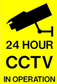 24 HOUR
CCTV
IN OPERATION